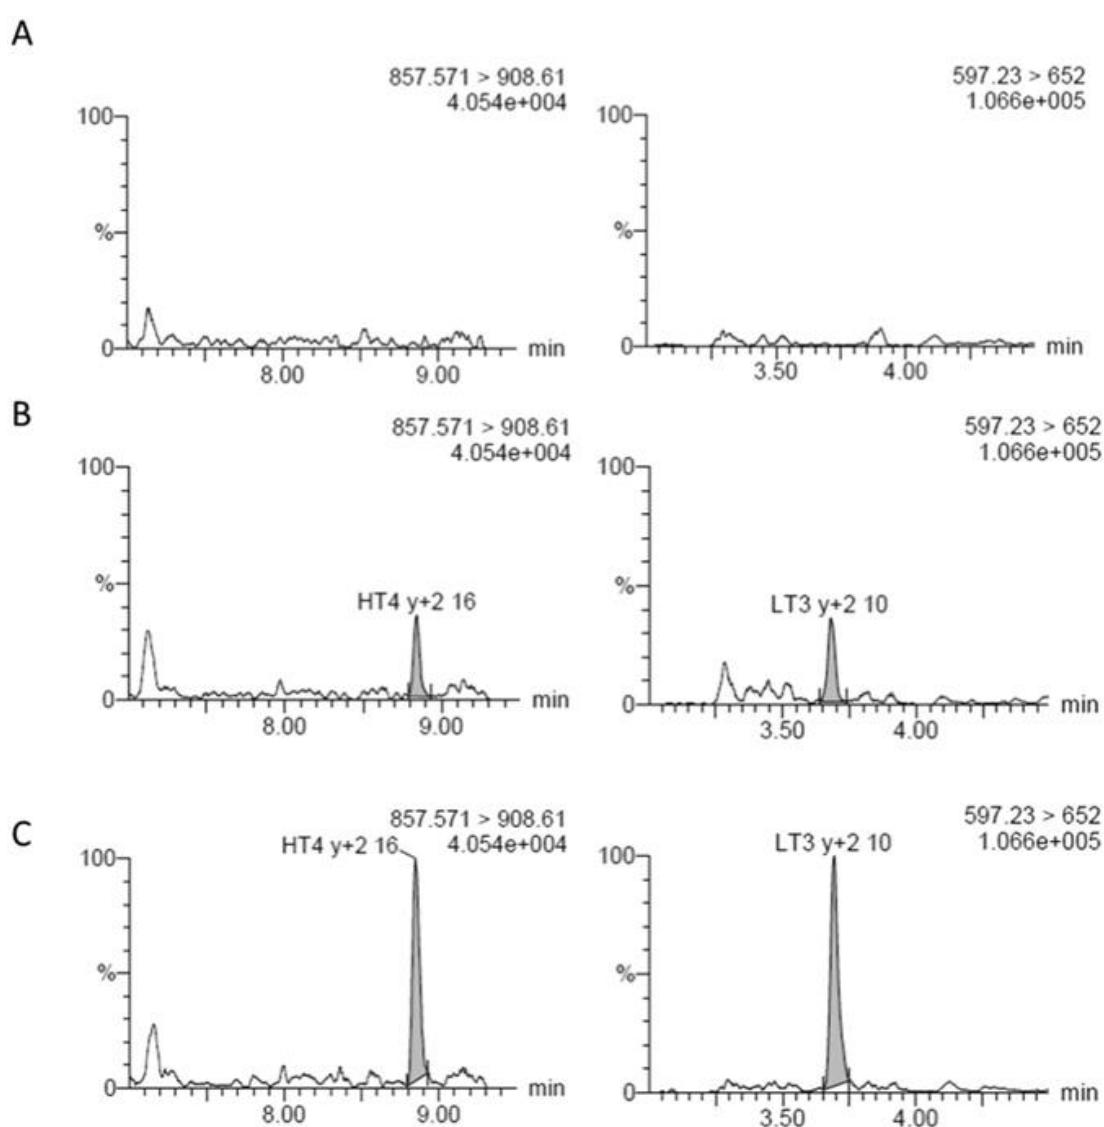 A
857.571 > 908.61
4.054e+004
100
%
0
8.00
9.00
min
597.23 > 652
1.066e+005
100
%
0
3.50
4.00
min
B
857.571 > 908.61
4.054e+004
100
%
HT4 y+2 16
0
8.00
9.00
min
597.23 > 652
1.066e+005
100
%
LT3 y+2 10
0
3.50
4.00
min
C
857.571 > 908.61
4.054e+004
HT4 y+2 16
100
%
0
8.00
9.00
min
597.23 > 652
1.066e+005
LT3 y+2 10
100
%
0
3.50
4.00
min